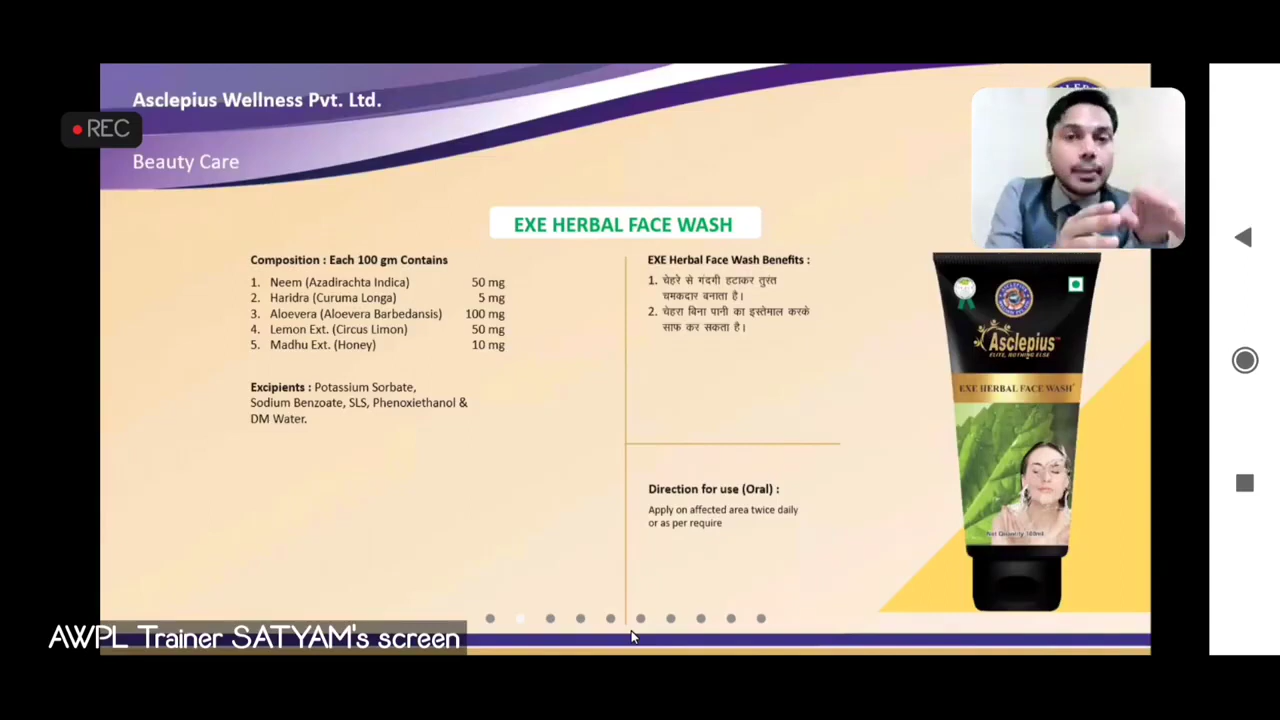 Asclepius Wellness Pvt. Ltd.
REC
Beauty Care
EXE HERBAL FACE WASH
Composition : Each 100 gm Contains
1. Neem (Azadirachta Indica) 50 mg
2. Haridra (Curuma Longa) 5 mg
3. Aloevera (Aloevera Barbedansis) 100 mg
4. Lemon Ext. (Circus Limon) 50 mg
5. Madhu Ext. (Honey) 10 mg
Excipients : Potassium Sorbate,
Sodium Benzoate, SLS, Phenoxiethanol &
DM Water.
EXE Herbal Face Wash Benefits :
1. चेहरे से गंदगी हटाकर तुरंत
चमकदार बनाता है।
2. चेहरा बिना पानी का इस्तेमाल करके
साफ कर सकता है।
Direction for use (Oral) :
Apply on affected area twice daily
or as per require
Asclepius
ELITE, NOTHING ELSE
EXE HERBAL FACE WASH
AWPL Trainer SATYAM's screen